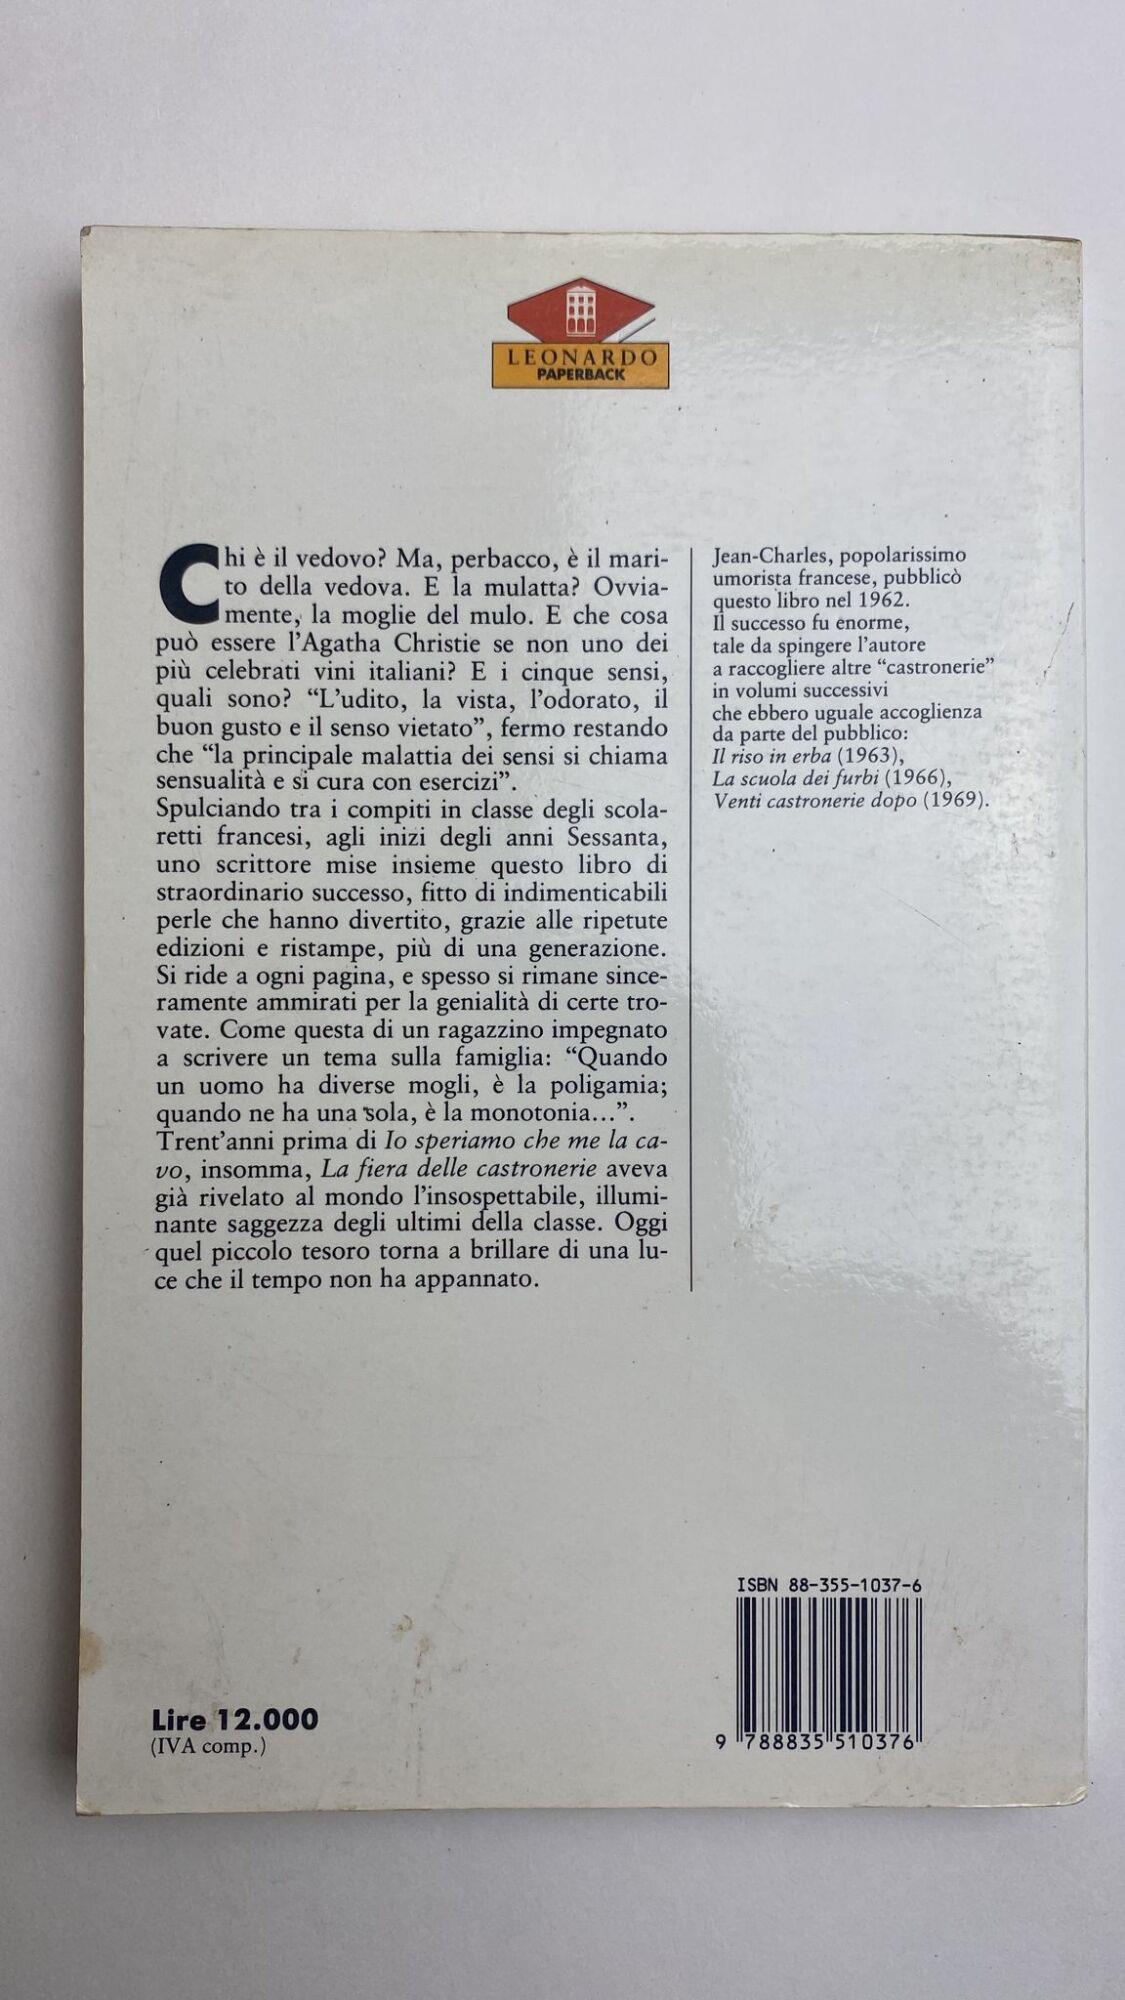 LEONARDO
PAPERBACK
Chi è il vedovo? Ma, perbacco, è il mari-
to della vedova. E la mulatta? Ovvia-
mente, la moglie del mulo. E che cosa
può essere l'Agatha Christie se non uno dei
più celebrati vini italiani? E i cinque sensi,
quali sono? “L'udito, la vista, l'odorato, il
buon gusto e il senso vietato”, fermo restando
che “la principale malattia dei sensi si chiama
sensualità e si cura con esercizi”.
Spulciando tra i compiti in classe degli scola-
retti francesi, agli inizi degli anni Sessanta,
uno scrittore mise insieme questo libro di
straordinario successo, fitto di indimenticabili
perle che hanno divertito, grazie alle ripetute
edizioni e ristampe, più di una generazione.
Si ride a ogni pagina, e spesso si rimane since-
ramente ammirati per la genialità di certe tro-
vate. Come questa di un ragazzino impegnato
a scrivere un tema sulla famiglia: “Quando
un uomo ha diverse mogli, è la poligamia;
quando ne ha una sola, è la monotonia...”.
Trent'anni prima di Io speriamo che me la ca-
vo, insomma, La fiera delle castronerie aveva
già rivelato al mondo l'insospettabile, illumi-
nante saggezza degli ultimi della classe. Oggi
quel piccolo tesoro torna a brillare di una lu-
ce che il tempo non ha appannato.
Jean-Charles, popolarissimo
umorista francese, pubblicò
questo libro nel 1962.
Il successo fu enorme,
tale da spingere l'autore
a raccogliere altre “castronerie”
in volumi successivi
che ebbero uguale accoglienza
da parte del pubblico:
Il riso in erba (1963),
La scuola dei furbi (1966),
Venti castronerie dopo (1969).
ISBN 88-355-1037-6
9 788835 510376
Lire 12.000
(IVA comp.)